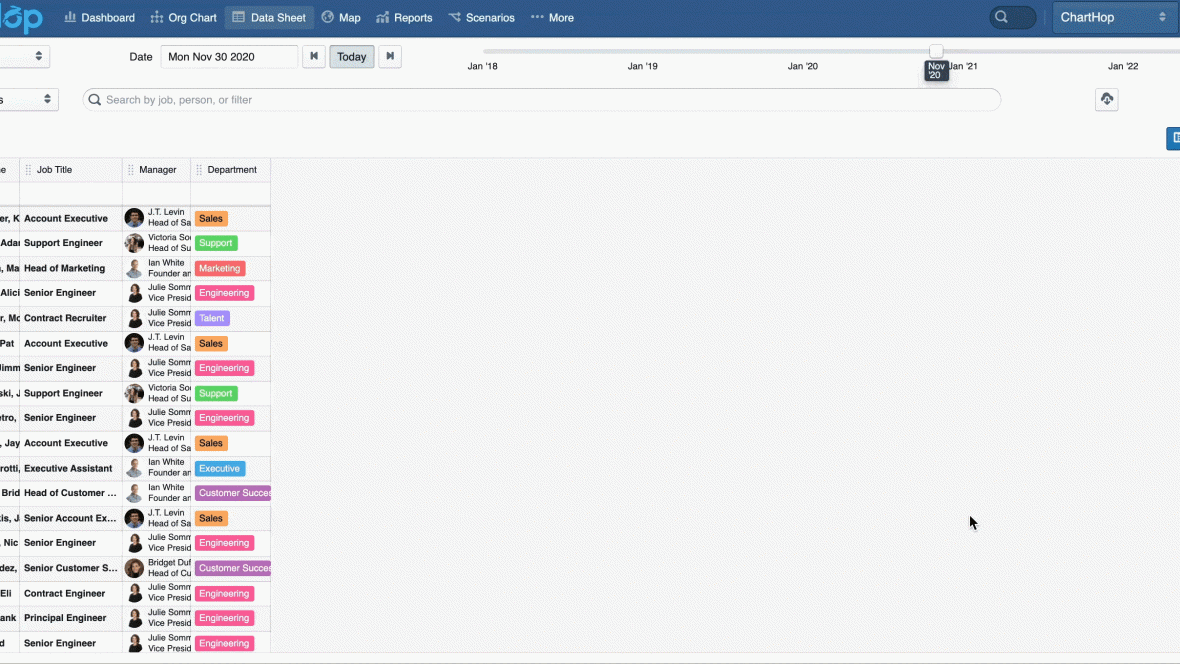 Dashboard Org Chart Data Sheet Map Reports Scenarios More ChartHop
Date Mon Nov 30 2020 Today
Jan '18 Jan '19 Jan '20 Nov '20 Jan '21 Jan '22
Search by job, person, or filter
e Job Title Manager Department
er, K Account Executive J.T. Levin Head of Sa Sales
Adar Support Engineer Victoria So Head of Su Support
, Ma Head of Marketing Ian White Founder an Marketing
Alici Senior Engineer Julie Somm Vice Presid Engineering
r, Mc Contract Recruiter Julie Somm Vice Presid Talent
Pat Account Executive J.T. Levin Head of Sa Sales
Jimm Senior Engineer Julie Somm Vice Presid Engineering
ski, J Support Engineer Victoria So Head of Su Support
etro, Senior Engineer Julie Somm Vice Presid Engineering
, Jay Account Executive J.T. Levin Head of Sa Sales
rotti, Executive Assistant Ian White Founder an Executive
Brid Head of Customer ... Ian White Founder an Customer Succes
kis, J Senior Account Ex... J.T. Levin Head of Sa Sales
, Nic Senior Engineer Julie Somm Vice Presid Engineering
dez, Senior Customer S... Bridget Duf Head of Cu Customer Succes
Eli Contract Engineer Julie Somm Vice Presid Engineering
ank Principal Engineer Julie Somm Vice Presid Engineering
d Senior Engineer Julie Somm Vice Presid Engineering